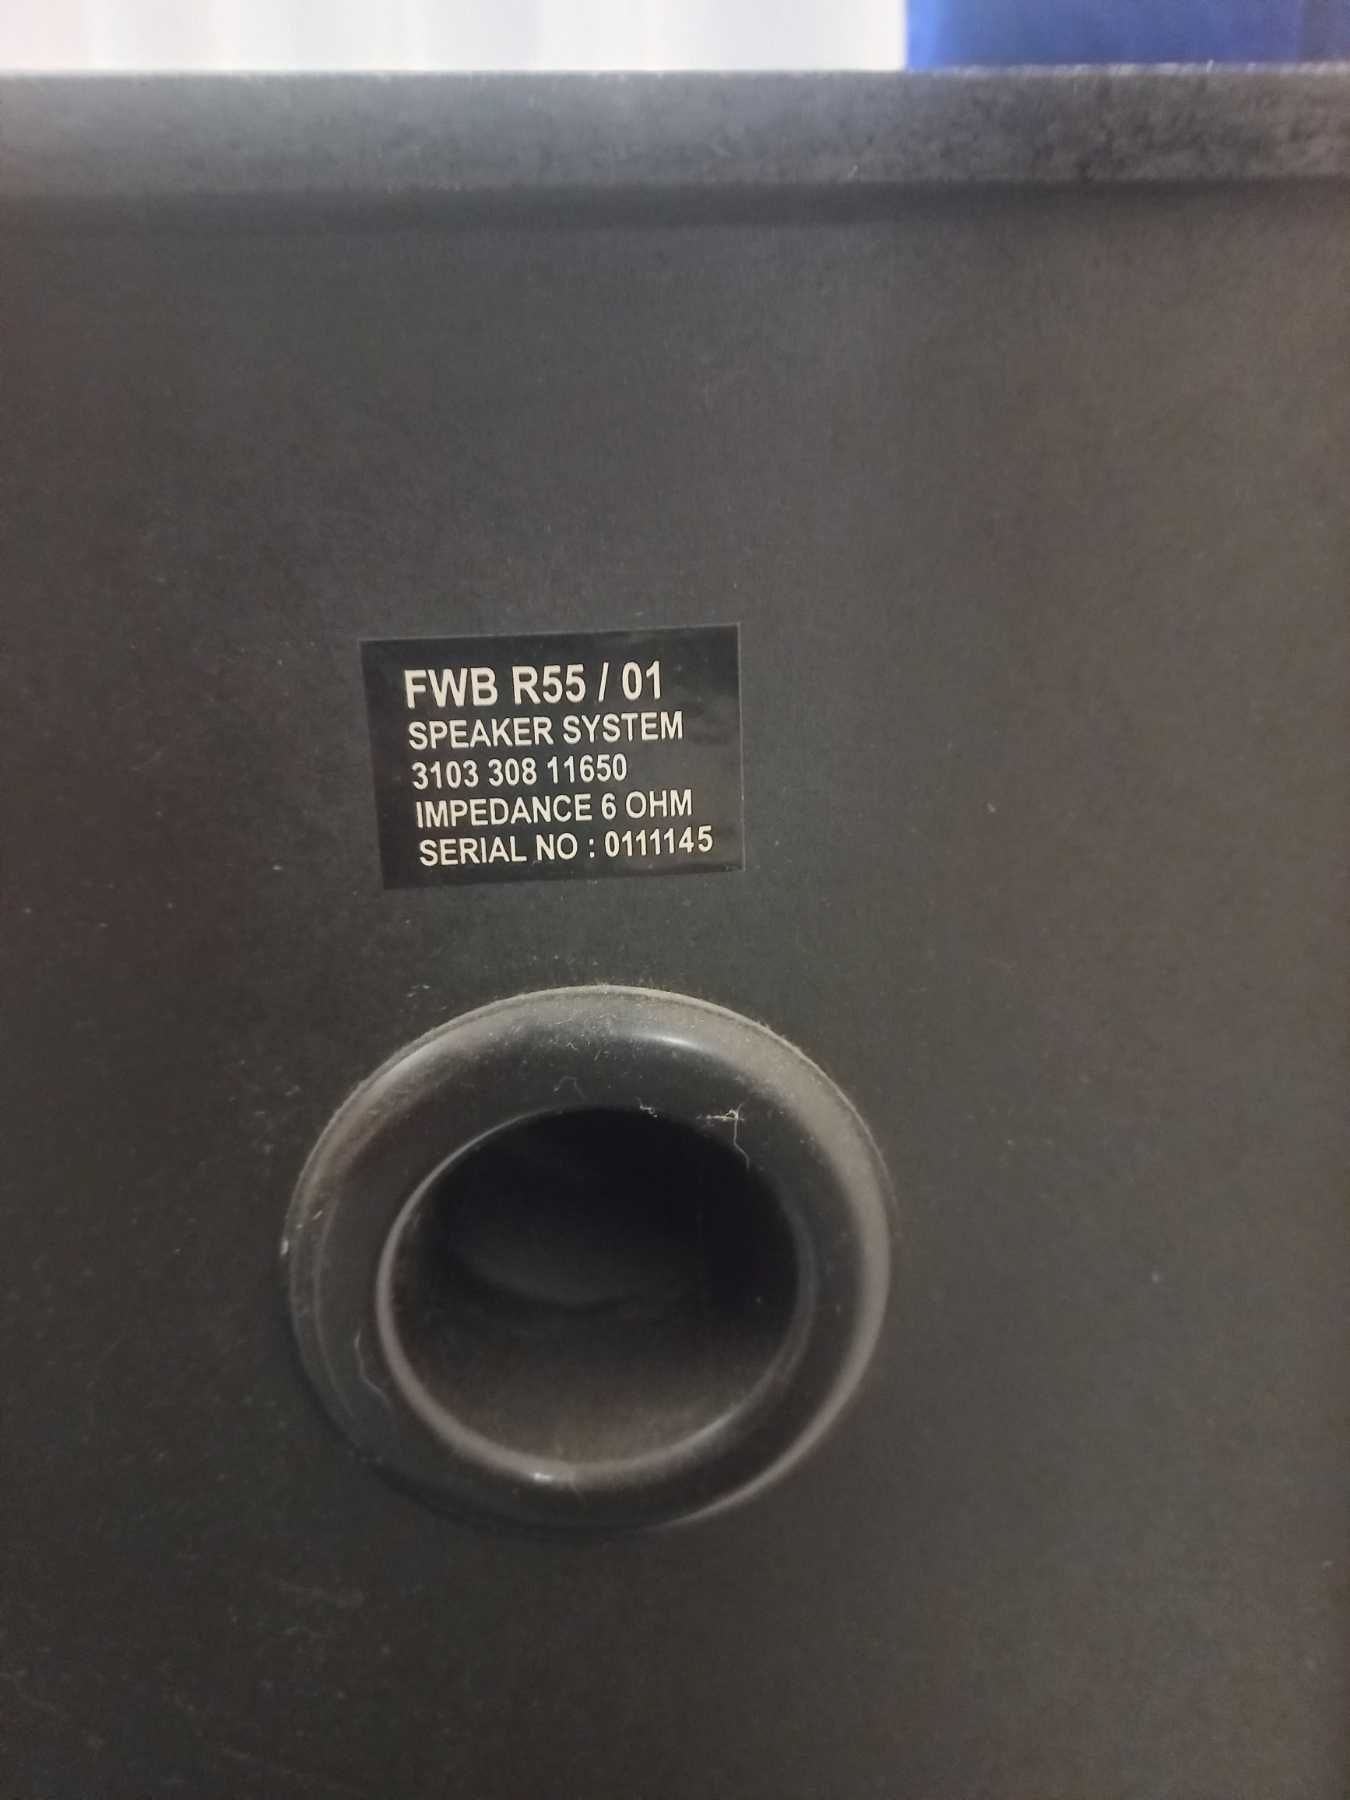 FWB R55 / 01
SPEAKER SYSTEM
3103 308 11650
IMPEDANCE 6 OHM
SERIAL NO : 0111145